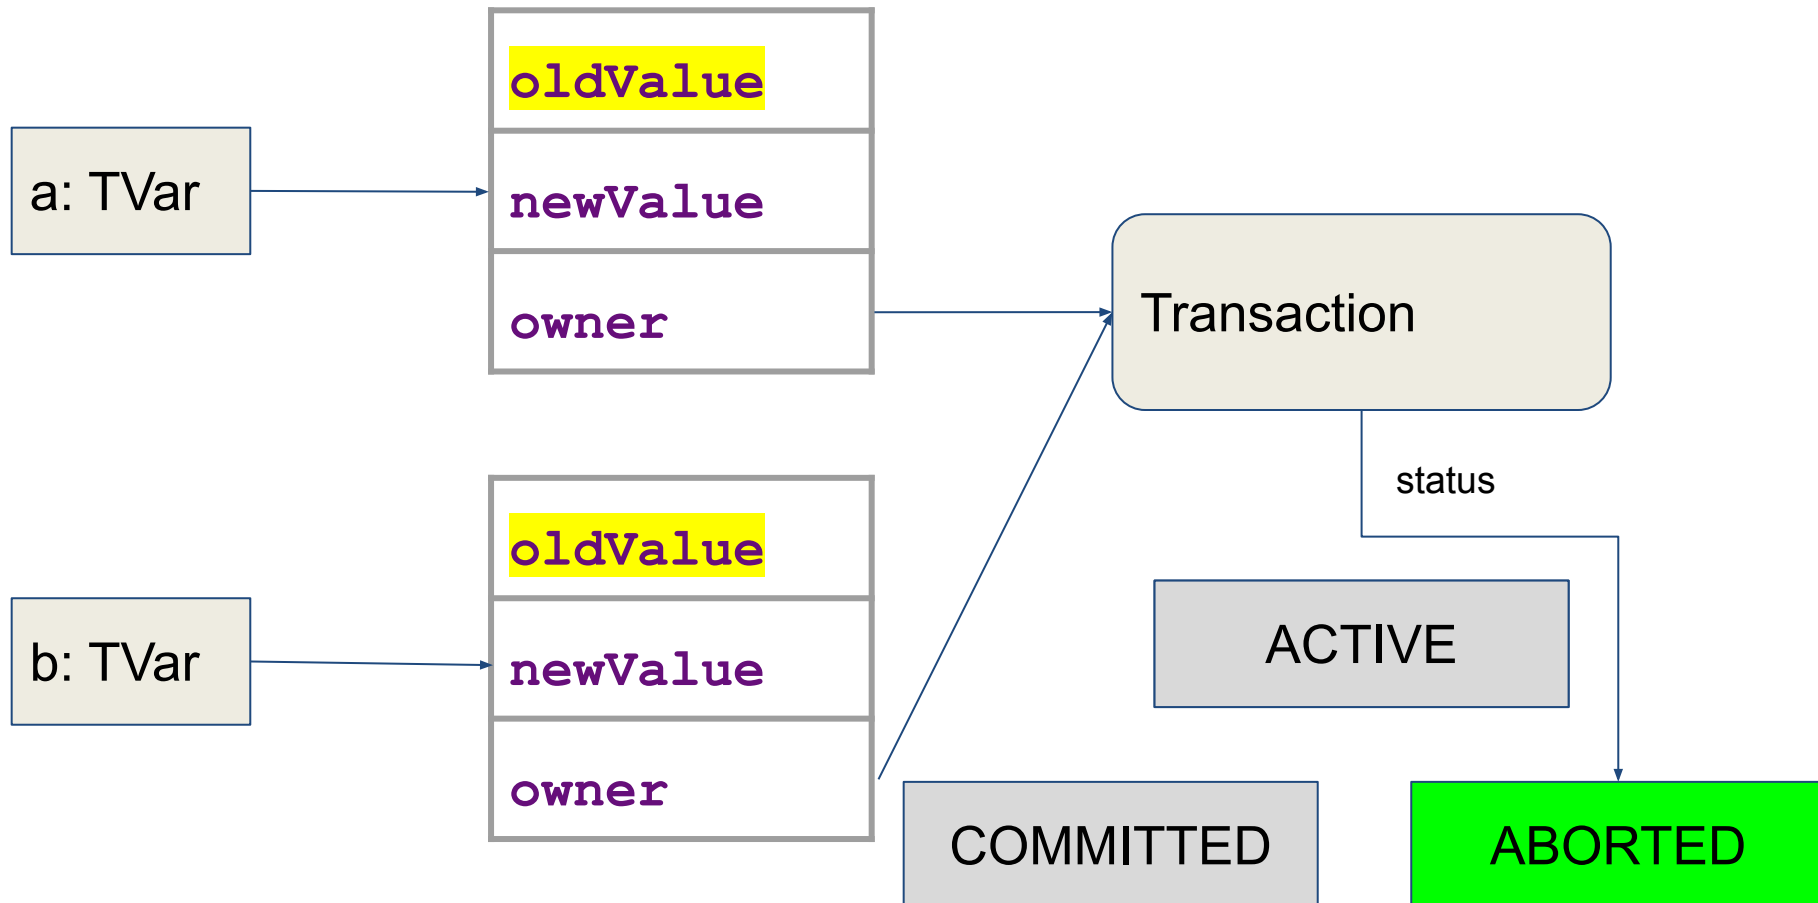 oldValue
a: TVar
newValue
owner
Transaction
status
oldValue
b: TVar
newValue
owner
ACTIVE
COMMITTED
ABORTED